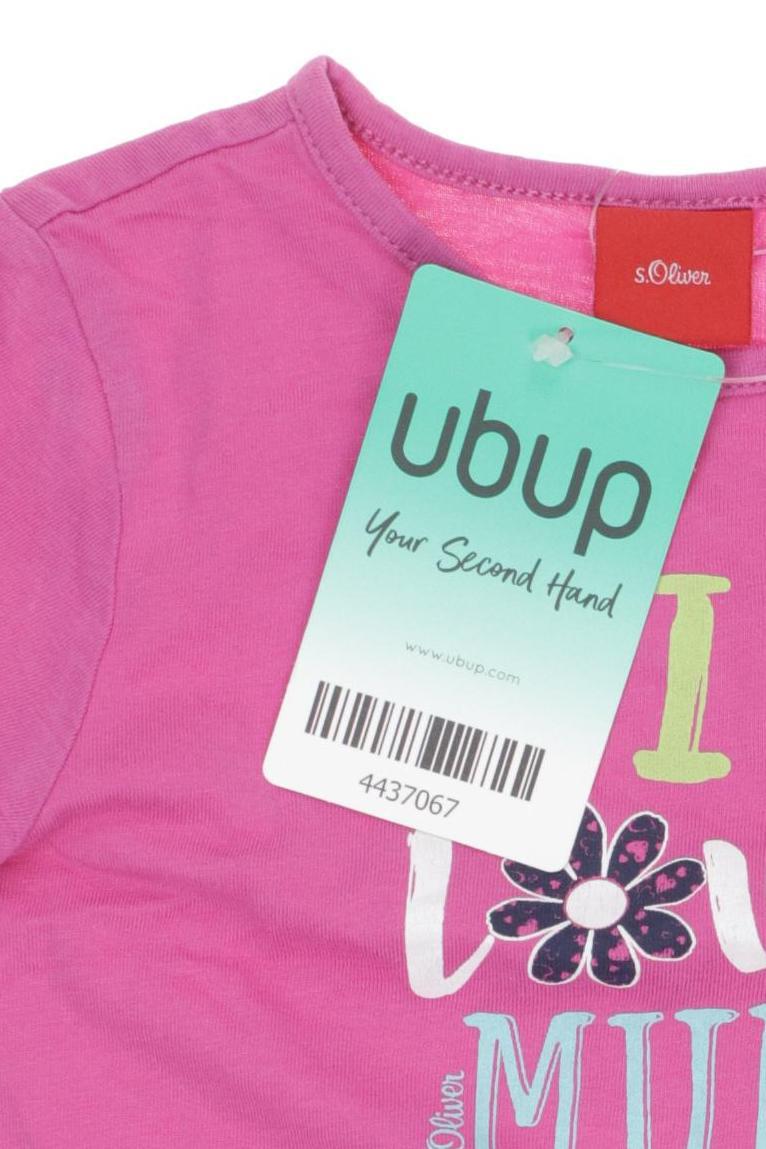 s.Oliver
ubup
Your Second Hand
www.ubup.com
4437067
I
Oliver